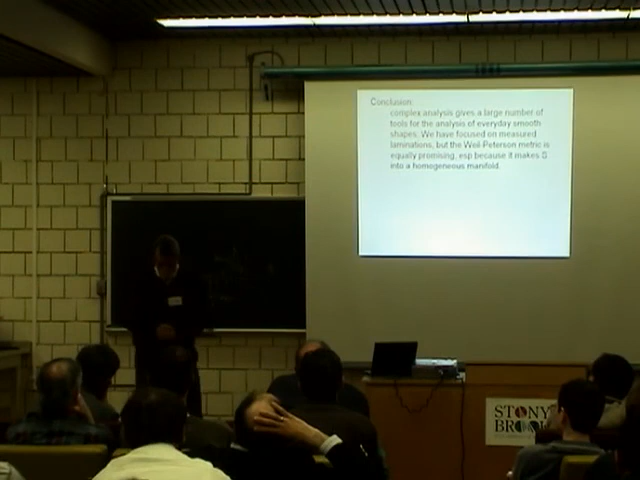 Conclusion:
complex analysis gives a large number of
tools for the analysis of everyday smooth
shapes. We have focused on measured
laminations, but the Weil-Peterson metric is
equally promising, esp because it makes S
into a homogeneous manifold.
STONY
BROOK